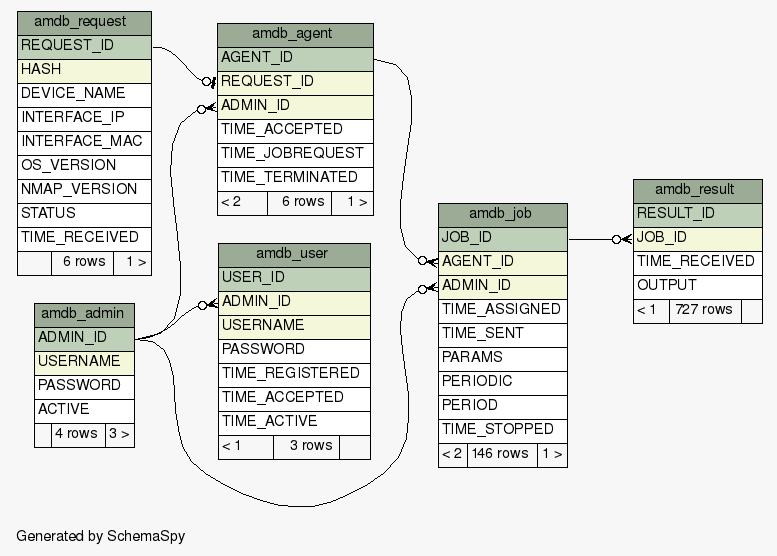 amdb_request
REQUEST_ID
HASH
DEVICE_NAME
INTERFACE_IP
INTERFACE_MAC
OS_VERSION
NMAP_VERSION
STATUS
TIME_RECEIVED
6 rows 1 >
amdb_agent
AGENT_ID
REQUEST_ID
ADMIN_ID
TIME_ACCEPTED
TIME_JOBREQUEST
TIME_TERMINATED
< 2 6 rows 1 >
amdb_admin
ADMIN_ID
USERNAME
PASSWORD
ACTIVE
4 rows 3 >
amdb_user
USER_ID
ADMIN_ID
USERNAME
PASSWORD
TIME_REGISTERED
TIME_ACCEPTED
TIME_ACTIVE
< 1 3 rows
amdb_job
JOB_ID
AGENT_ID
ADMIN_ID
TIME_ASSIGNED
TIME_SENT
PARAMS
PERIODIC
PERIOD
TIME_STOPPED
< 2 146 rows 1 >
amdb_result
RESULT_ID
JOB_ID
TIME_RECEIVED
OUTPUT
< 1 727 rows
Generated by SchemaSpy